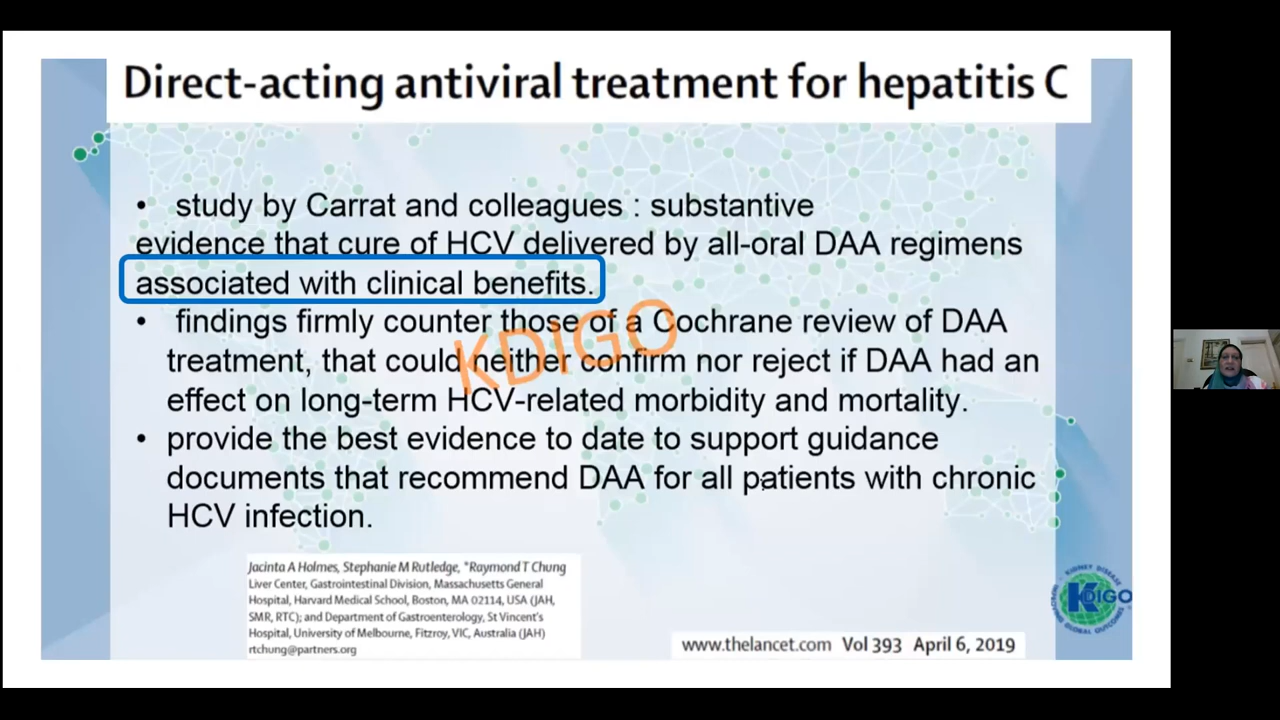 Direct-acting antiviral treatment for hepatitis C
• study by Carrat and colleagues : substantive
evidence that cure of HCV delivered by all-oral DAA regimens
associated with clinical benefits.
• findings firmly counter those of a Cochrane review of DAA
treatment, that could neither confirm nor reject if DAA had an
effect on long-term HCV-related morbidity and mortality.
• provide the best evidence to date to support guidance
documents that recommend DAA for all patients with chronic
HCV infection.
KDIGO
Jacinta A Holmes, Stephanie M Rutledge, *Raymond T Chung
Liver Center, Gastrointestinal Division, Massachusetts General
Hospital, Harvard Medical School, Boston, MA 02114, USA (JAH,
SMR, RTC); and Department of Gastroenterology, St Vincent's
Hospital, University of Melbourne, Fitzroy, VIC, Australia (JAH)
rtchung@partners.org
www.thelancet.com Vol 393 April 6, 2019
KIDNEY DISEASE
KDIGO
IMPROVING GLOBAL OUTCOMES